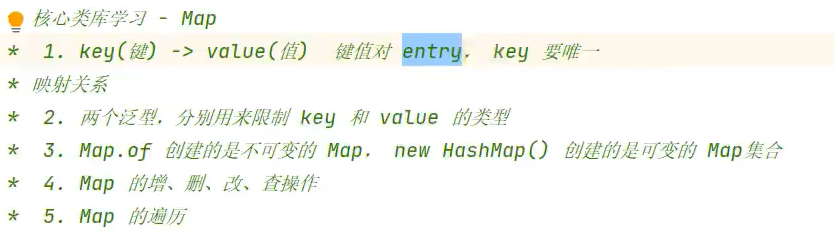 核心类库学习 - Map
* 1. key(键) -> value(值) 键值对 entry， key 要唯一
* 映射关系
* 2. 两个泛型，分别用来限制 key 和 value 的类型
* 3. Map.of 创建的是不可变的 Map， new HashMap() 创建的是可变的 Map集合
* 4. Map 的增、删、改、查操作
* 5. Map 的遍历